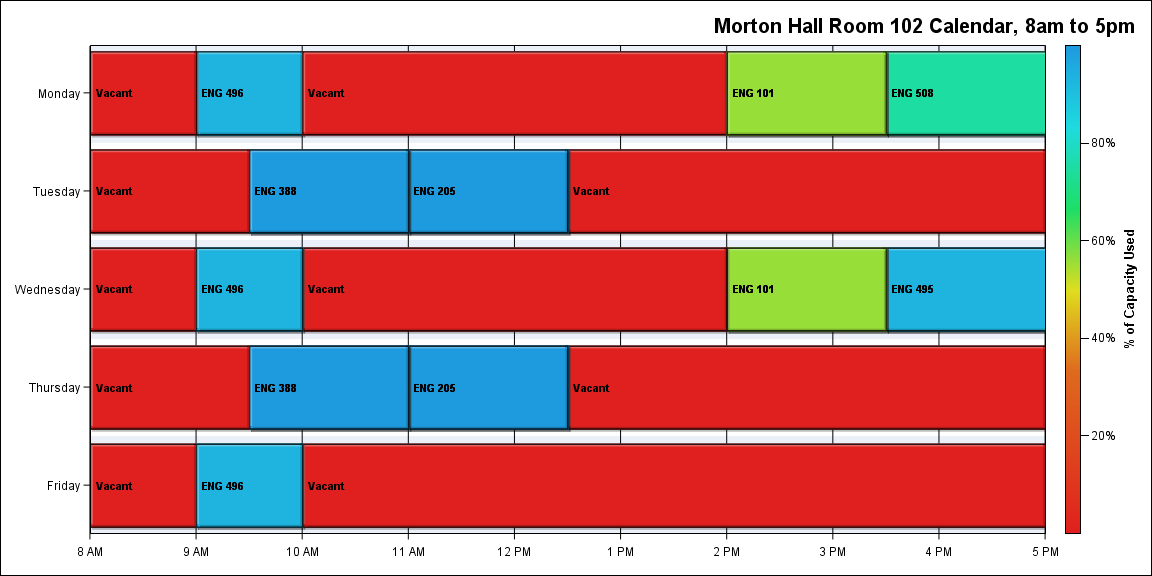 Morton Hall Room 102 Calendar, 8am to 5pm
Monday Vacant ENG 496 Vacant ENG 101 ENG 508
Tuesday Vacant ENG 388 ENG 205 Vacant
Wednesday Vacant ENG 496 Vacant ENG 101 ENG 495
Thursday Vacant ENG 388 ENG 205 Vacant
Friday Vacant ENG 496 Vacant
8 AM 9 AM 10 AM 11 AM 12 PM 1 PM 2 PM 3 PM 4 PM 5 PM
80%
60%
40%
20%
% of Capacity Used